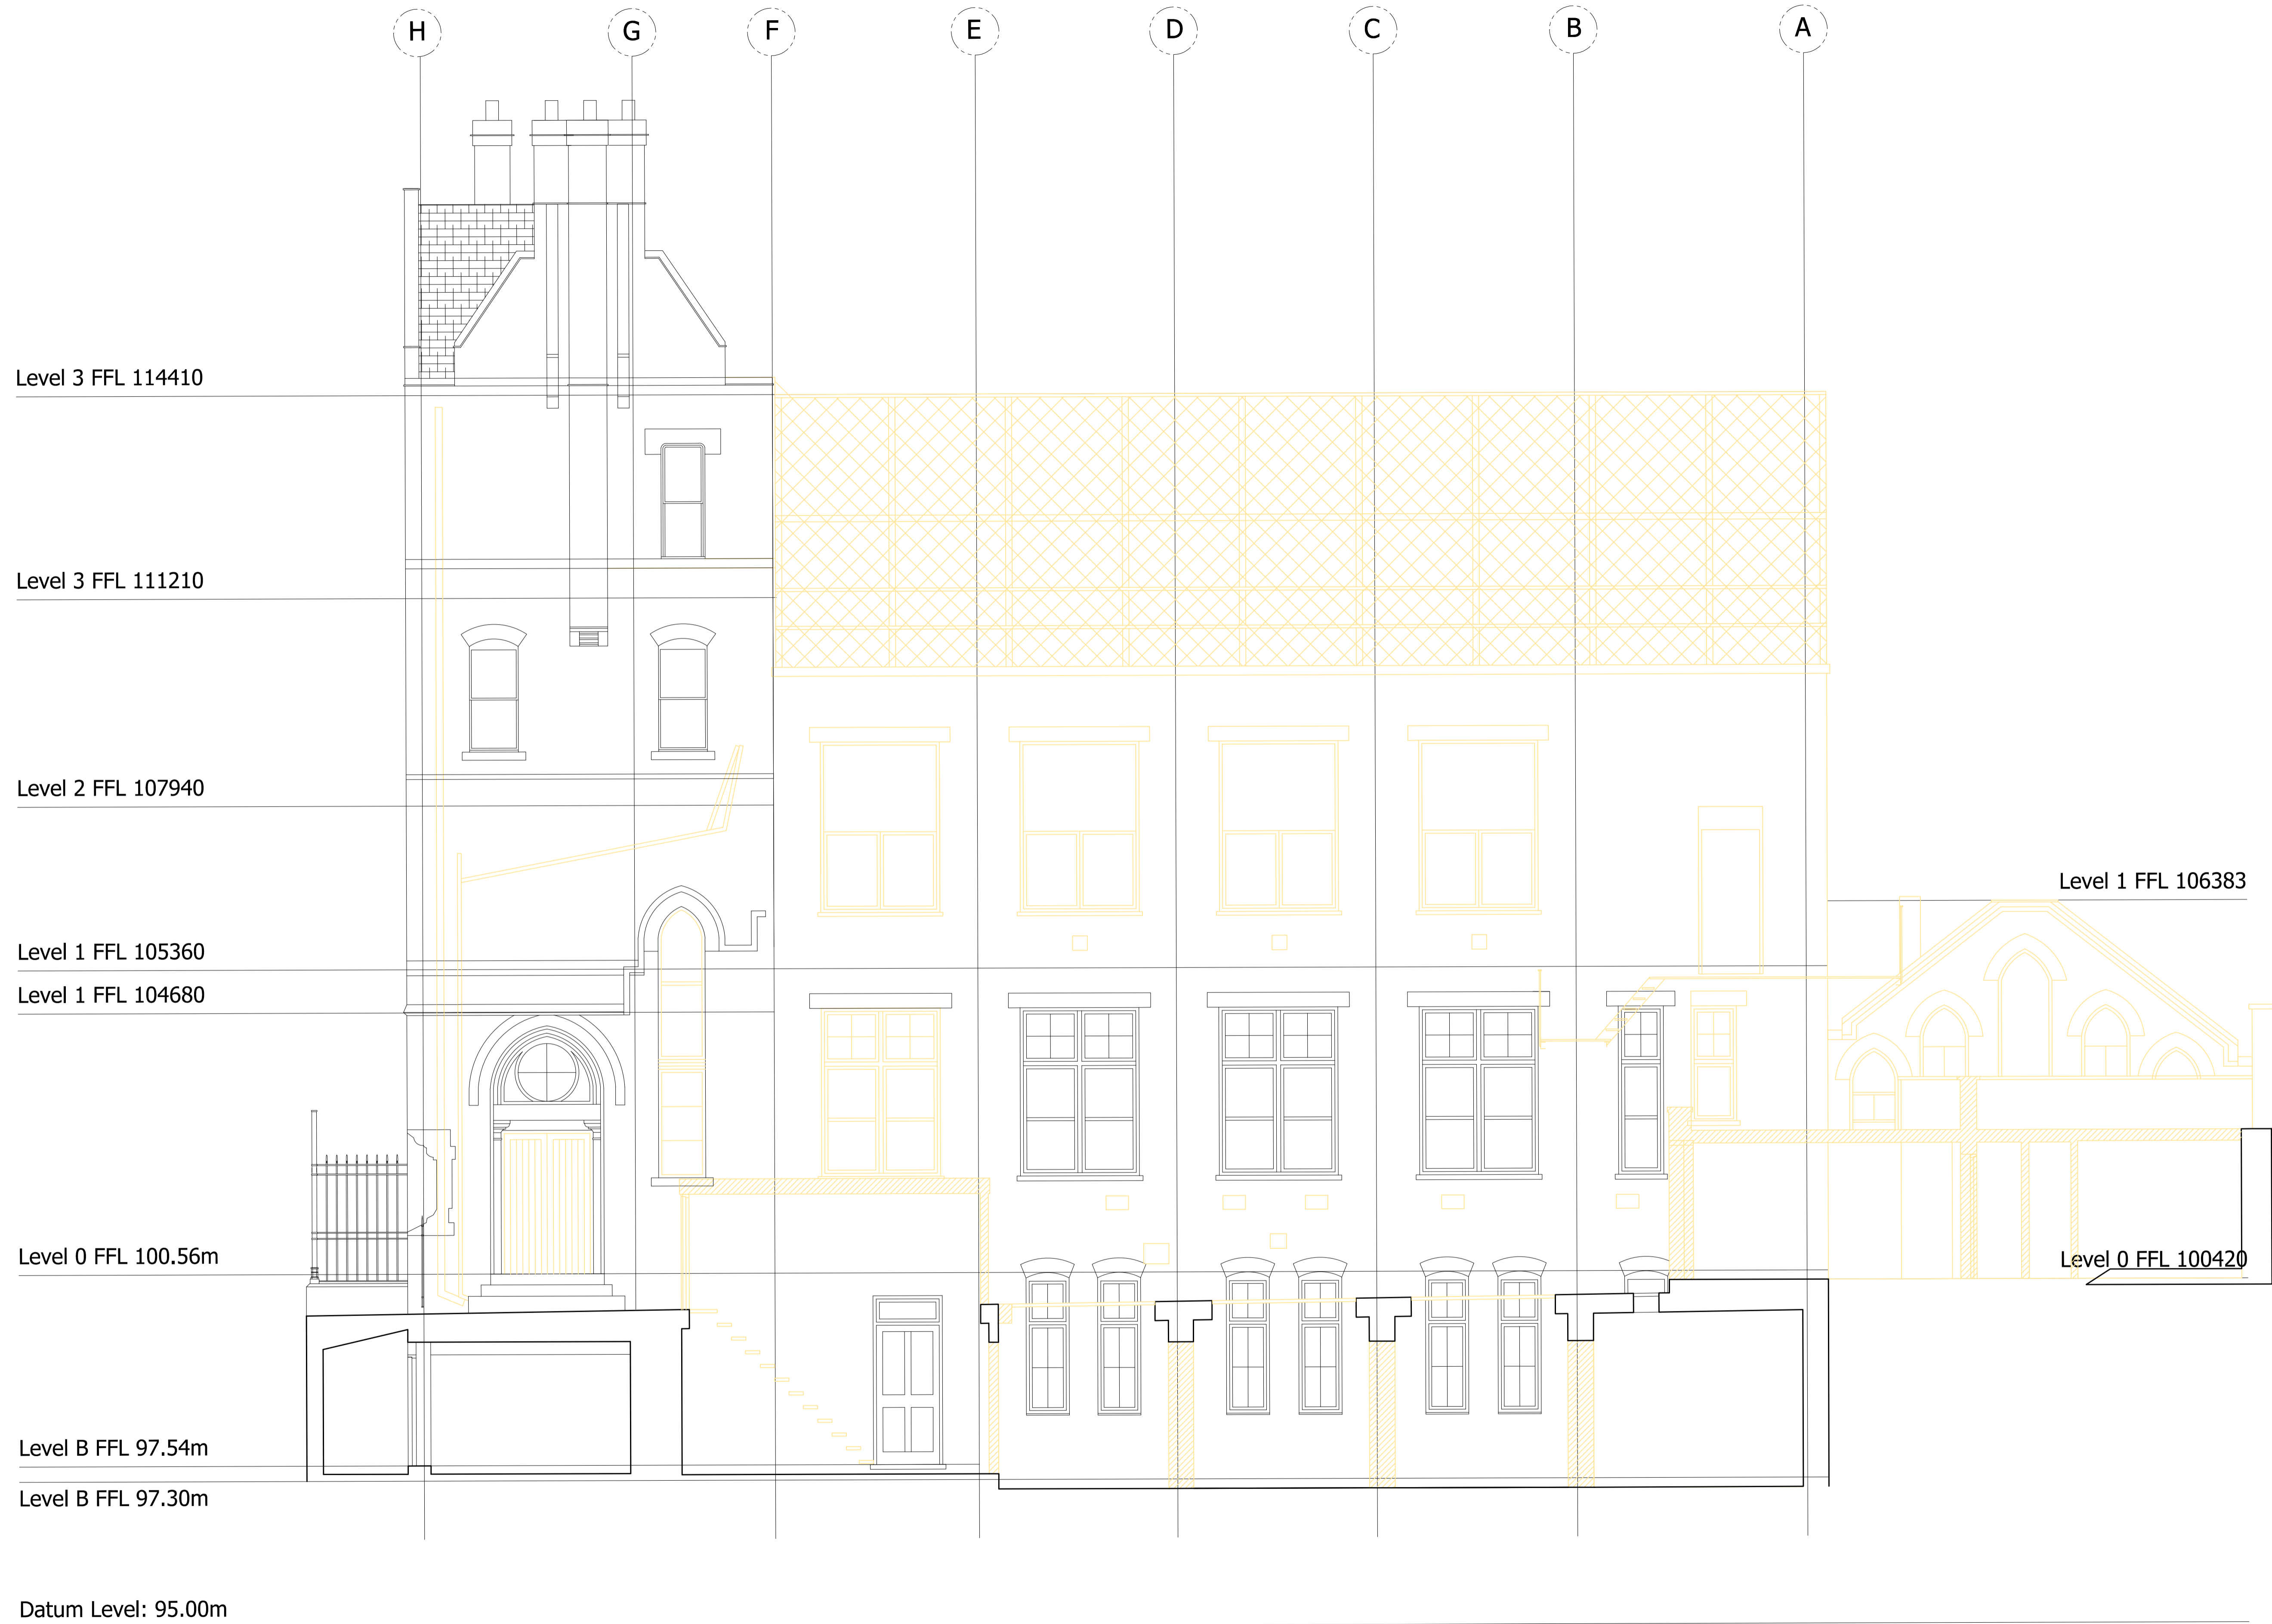 H G F E D C B A
Level 3 FFL 114410
Level 3 FFL 111210
Level 2 FFL 107940
Level 1 FFL 106383
Level 1 FFL 105360
Level 1 FFL 104680
Level 0 FFL 100.56m
Level 0 FFL 100420
Level B FFL 97.54m
Level B FFL 97.30m
Datum Level: 95.00m